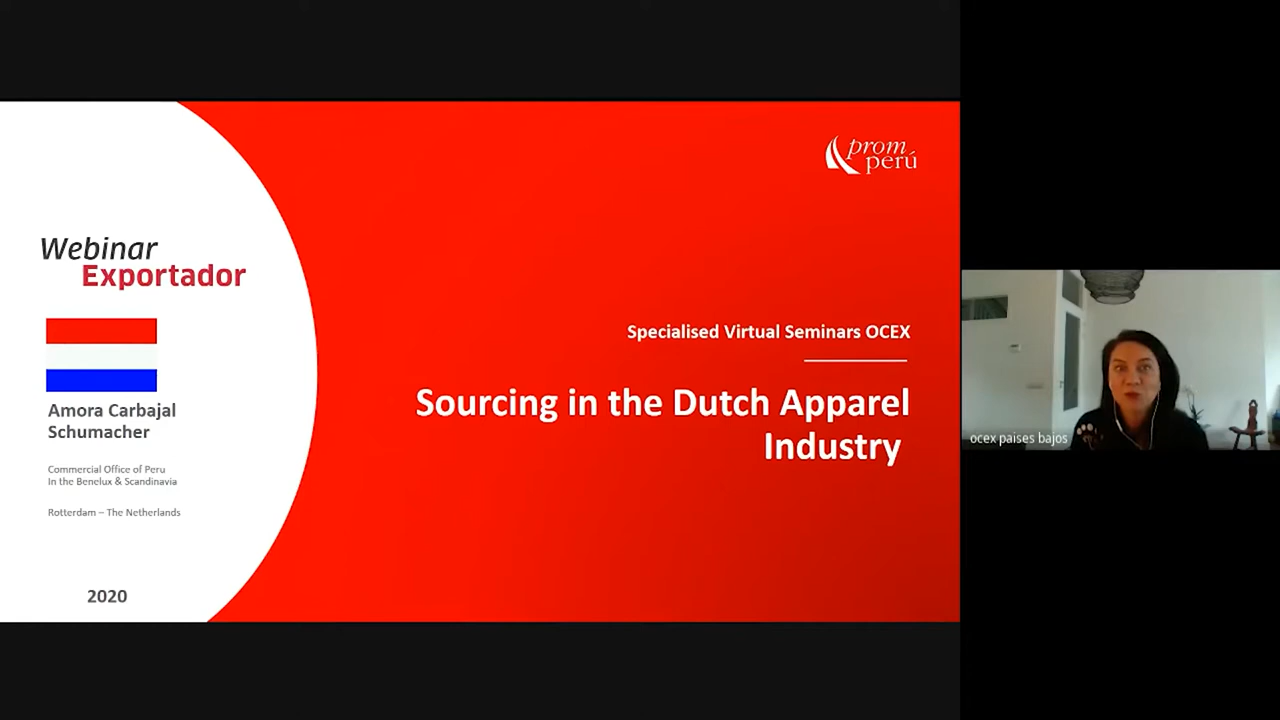 prom
perú
Webinar
Exportador
Amora Carbajal
Schumacher
Commercial Office of Peru
In the Benelux & Scandinavia
Rotterdam – The Netherlands
2020
Specialised Virtual Seminars OCEX
Sourcing in the Dutch Apparel
Industry
ocex paises bajos